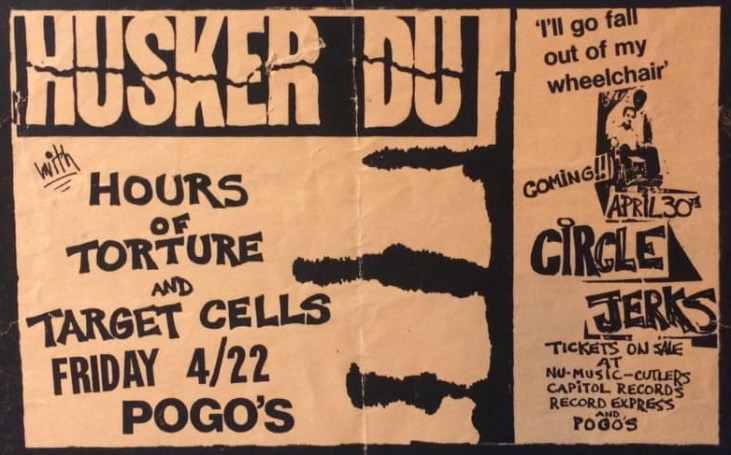 HUSKER DU
with
HOURS
OF
TORTURE
AND
TARGET CELLS
FRIDAY 4/22
POGO'S
'I'll go fall
out of my
wheelchair'
COMING!!
APRIL 30TH
CIRCLE
JERKS
TICKETS ON SALE
AT
NU-MUSIC-CUTLERS
CAPITOL RECORDS
RECORD EXPRESS
AND
POGO'S